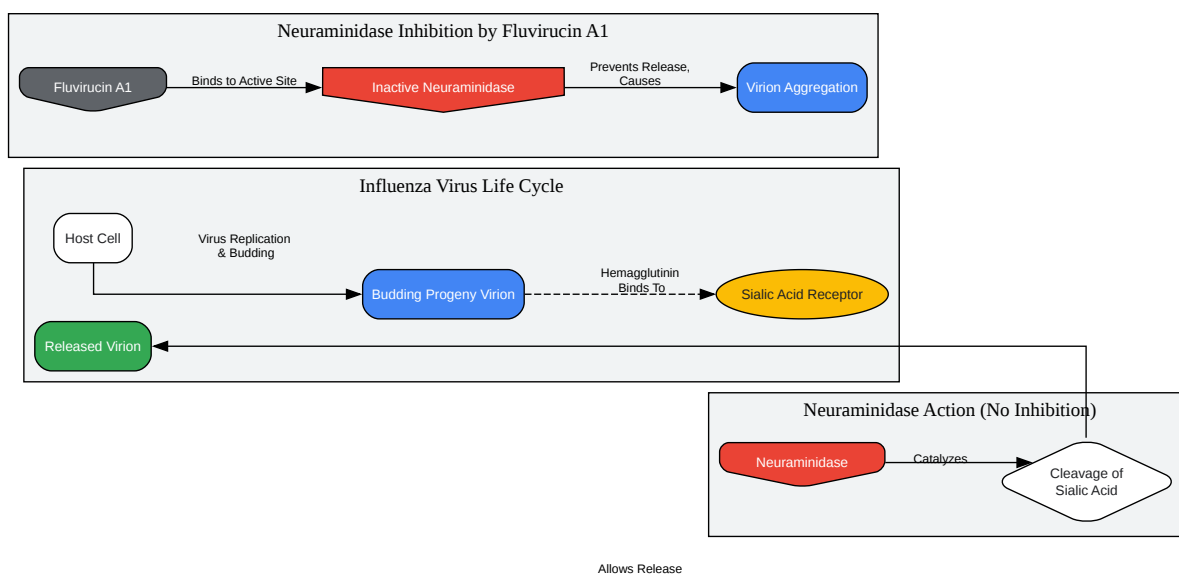 Neuraminidase Inhibition by Fluvirucin A1
Fluvirucin A1
Binds to Active Site
Inactive Neuraminidase
Prevents Release,
Causes
Virion Aggregation
Influenza Virus Life Cycle
Host Cell
Virus Replication
& Budding
Budding Progeny Virion
Hemagglutinin
Binds To
Sialic Acid Receptor
Released Virion
Neuraminidase Action (No Inhibition)
Neuraminidase
Catalyzes
Cleavage of
Sialic Acid
Allows Release